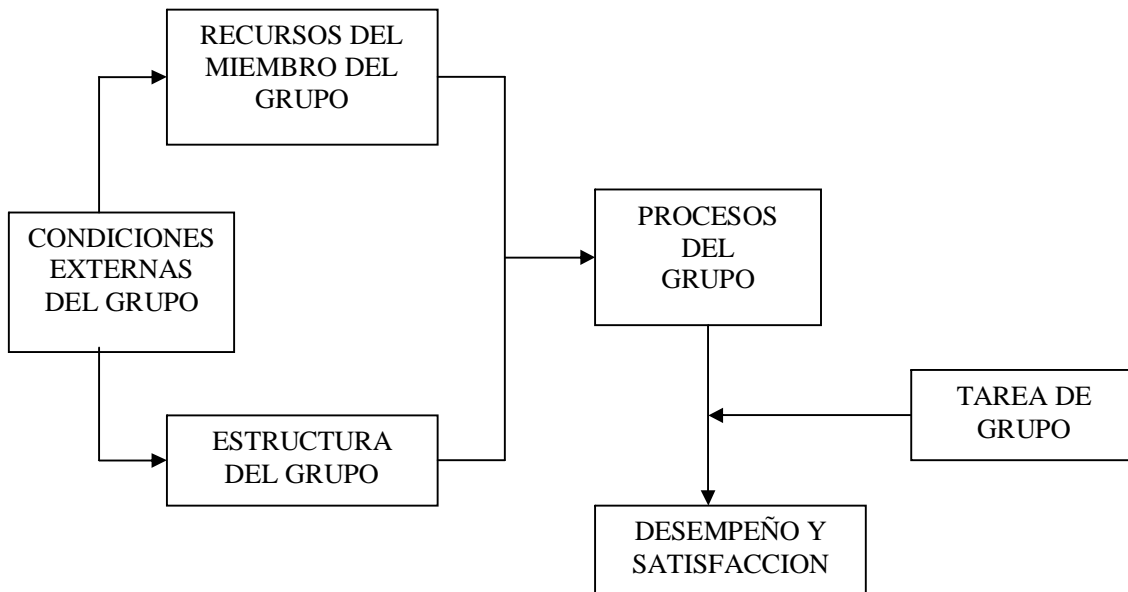 RECURSOS DEL
MIEMBRO DEL
GRUPO
CONDICIONES
EXTERNAS
DEL GRUPO
PROCESOS
DEL
GRUPO
TAREA DE
GRUPO
ESTRUCTURA
DEL GRUPO
DESEMPEÑO Y
SATISFACCION